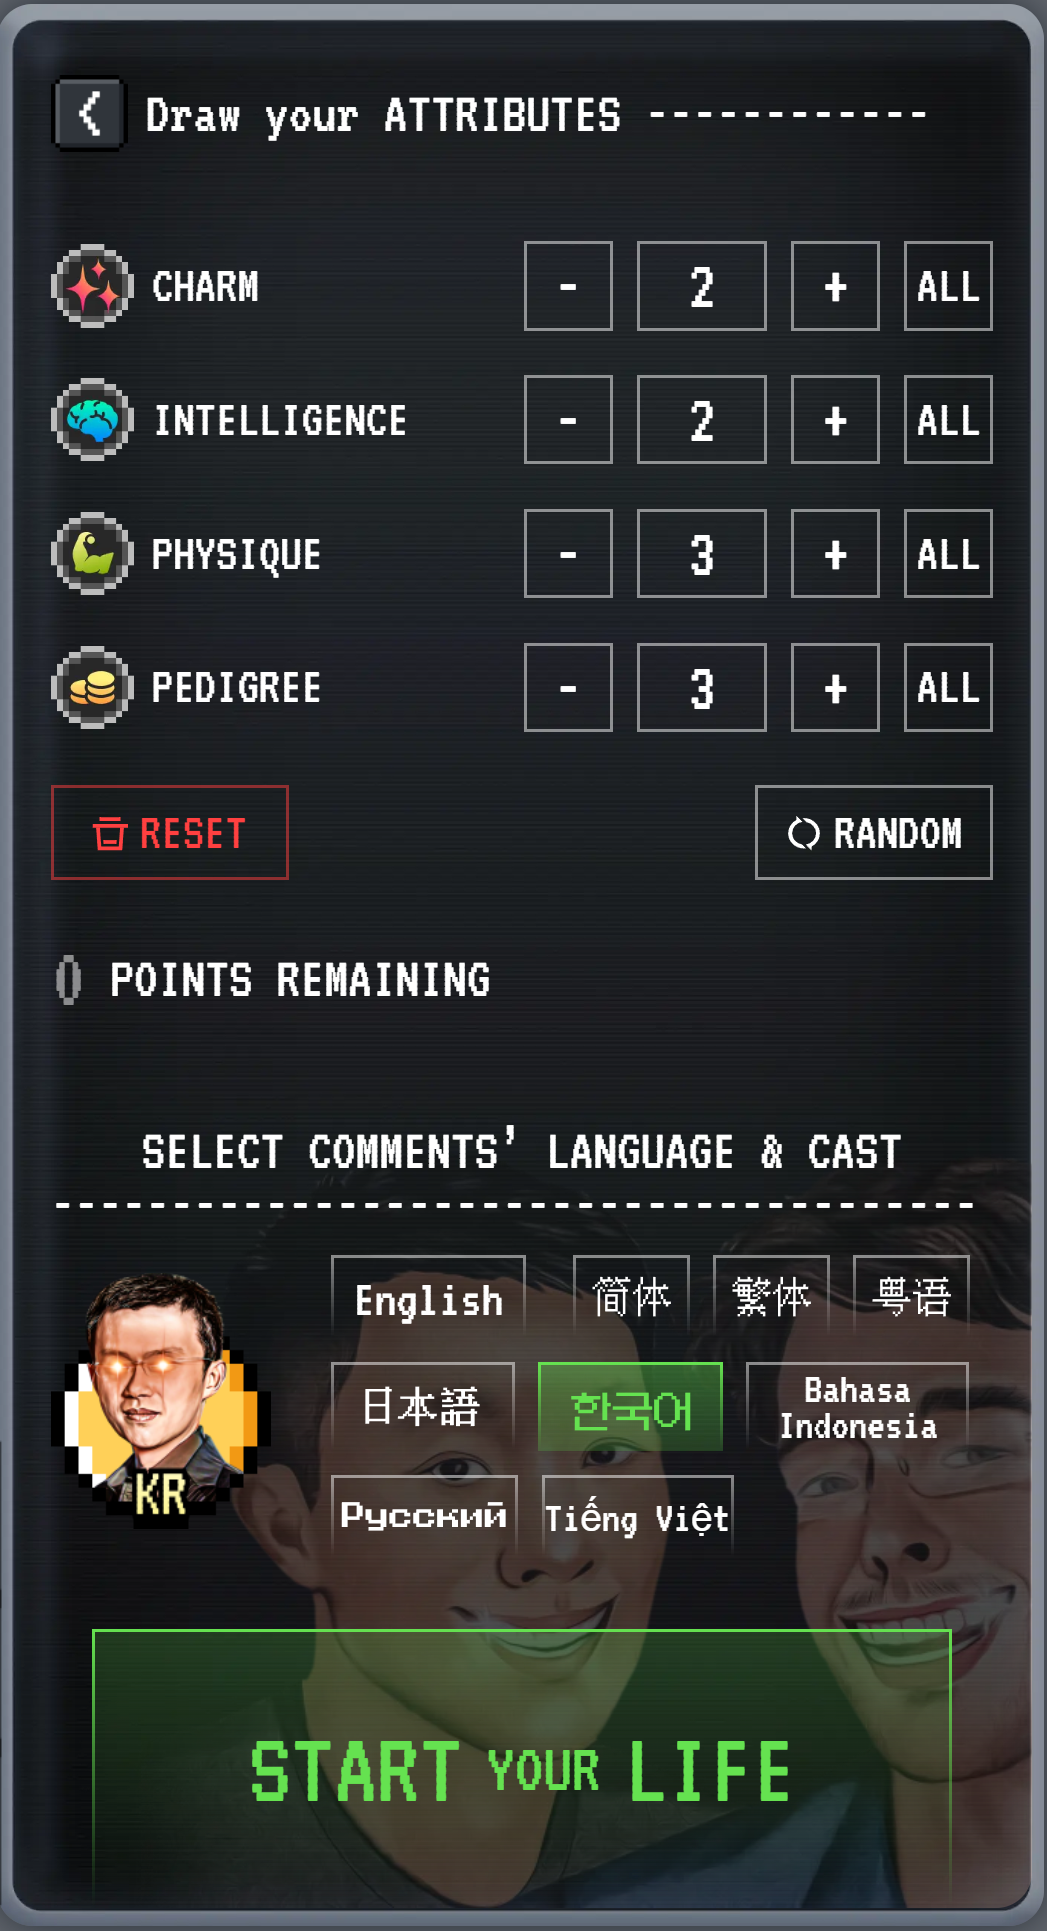 Draw your ATTRIBUTES ------------
CHARM - 2 + ALL
INTELLIGENCE - 2 + ALL
PHYSIQUE - 3 + ALL
PEDIGREE - 3 + ALL
RESET RANDOM
0 POINTS REMAINING
SELECT COMMENTS' LANGUAGE & CAST
English 简体 繁体 粤语
日本語 한국어 Bahasa Indonesia
KR
Русский Tiếng Việt
START YOUR LIFE